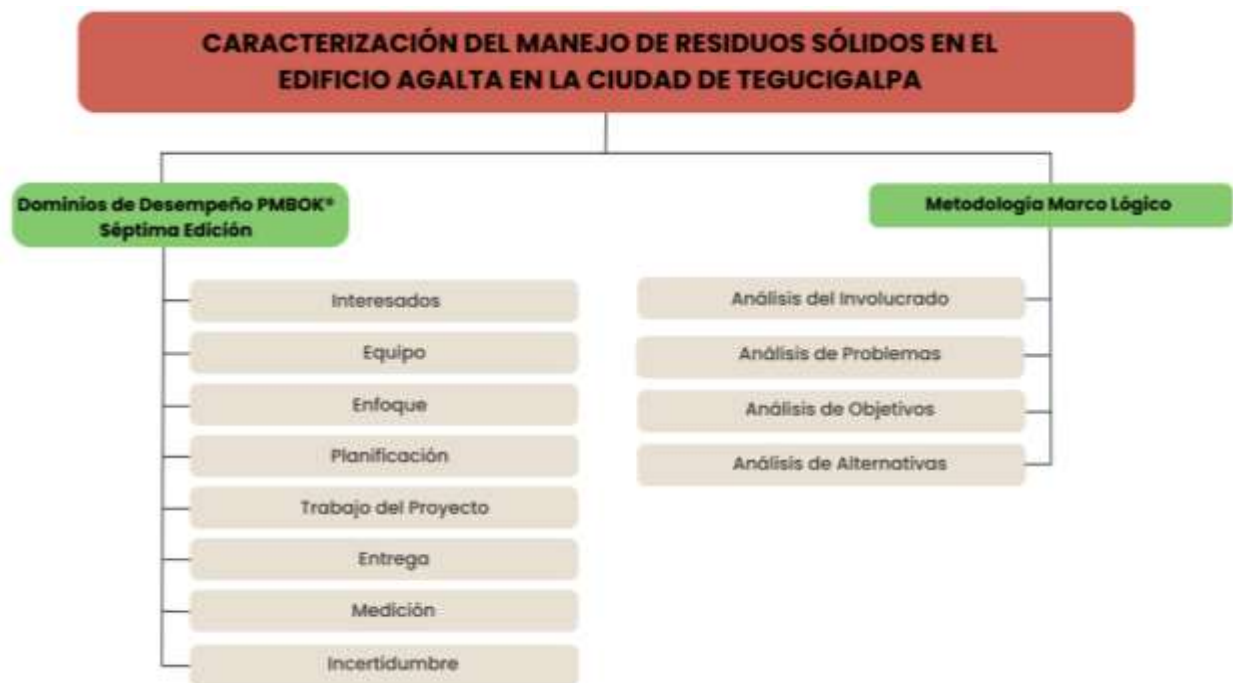 CARACTERIZACIÓN DEL MANEJO DE RESIDUOS SÓLIDOS EN EL
EDIFICIO AGALTA EN LA CIUDAD DE TEGUCIGALPA
Dominios de Desempeño PMBOK®
Séptima Edición
Interesados
Equipo
Enfoque
Planificación
Trabajo del Proyecto
Entrega
Medición
Incertidumbre
Metodología Marco Lógico
Análisis del Involucrado
Análisis de Problemas
Análisis de Objetivos
Análisis de Alternativas